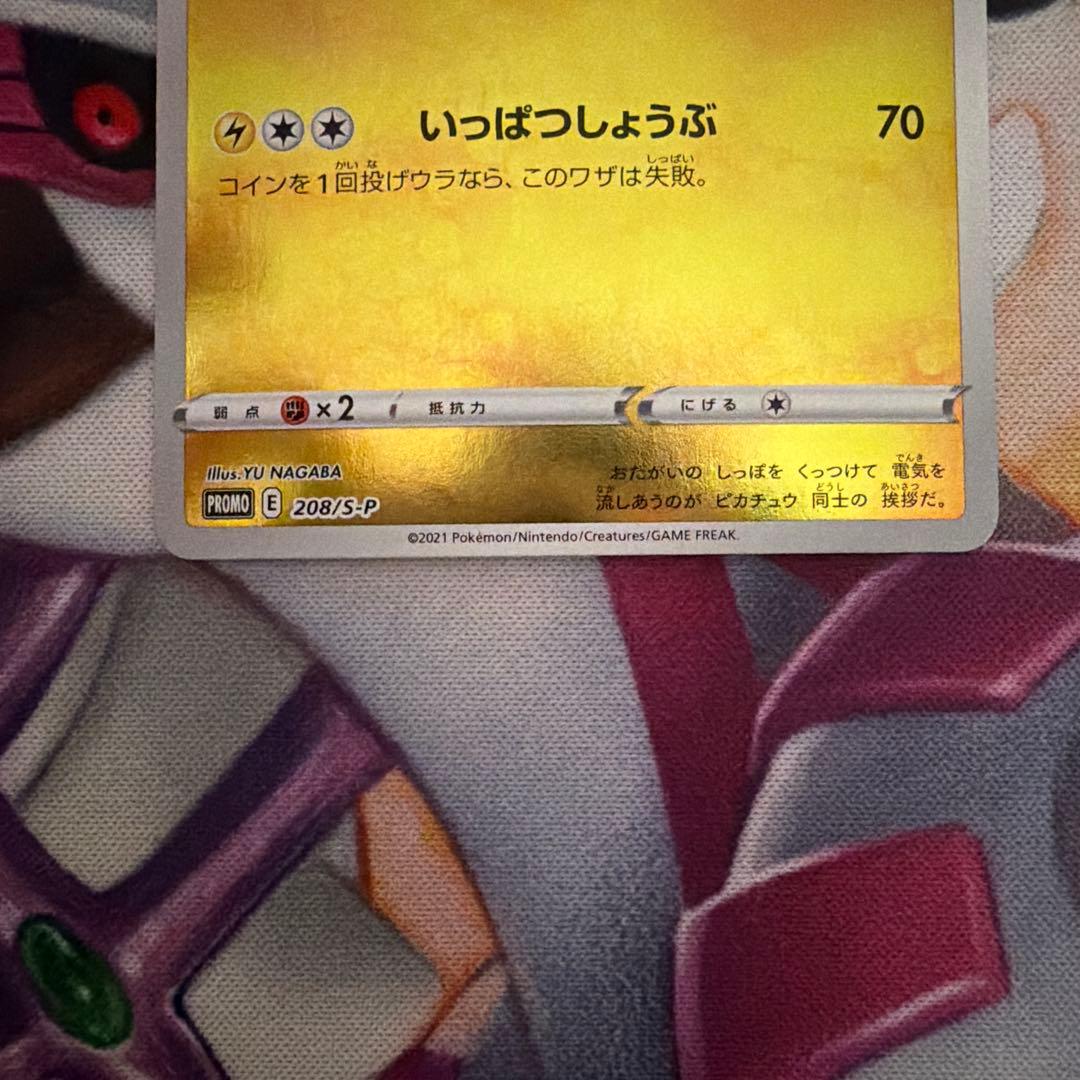 いっぱつしょうぶ 70
コインを1回投げウラなら、このワザは失敗。
弱点 ×2 抵抗力 にげる
Illus. YU NAGABA
PROMO E 208/S-P
おたがいの しっぽを くっつけて 電気を
流しあうのが ピカチュウ 同士の 挨拶だ。
©2021 Pokémon/Nintendo/Creatures/GAME FREAK.